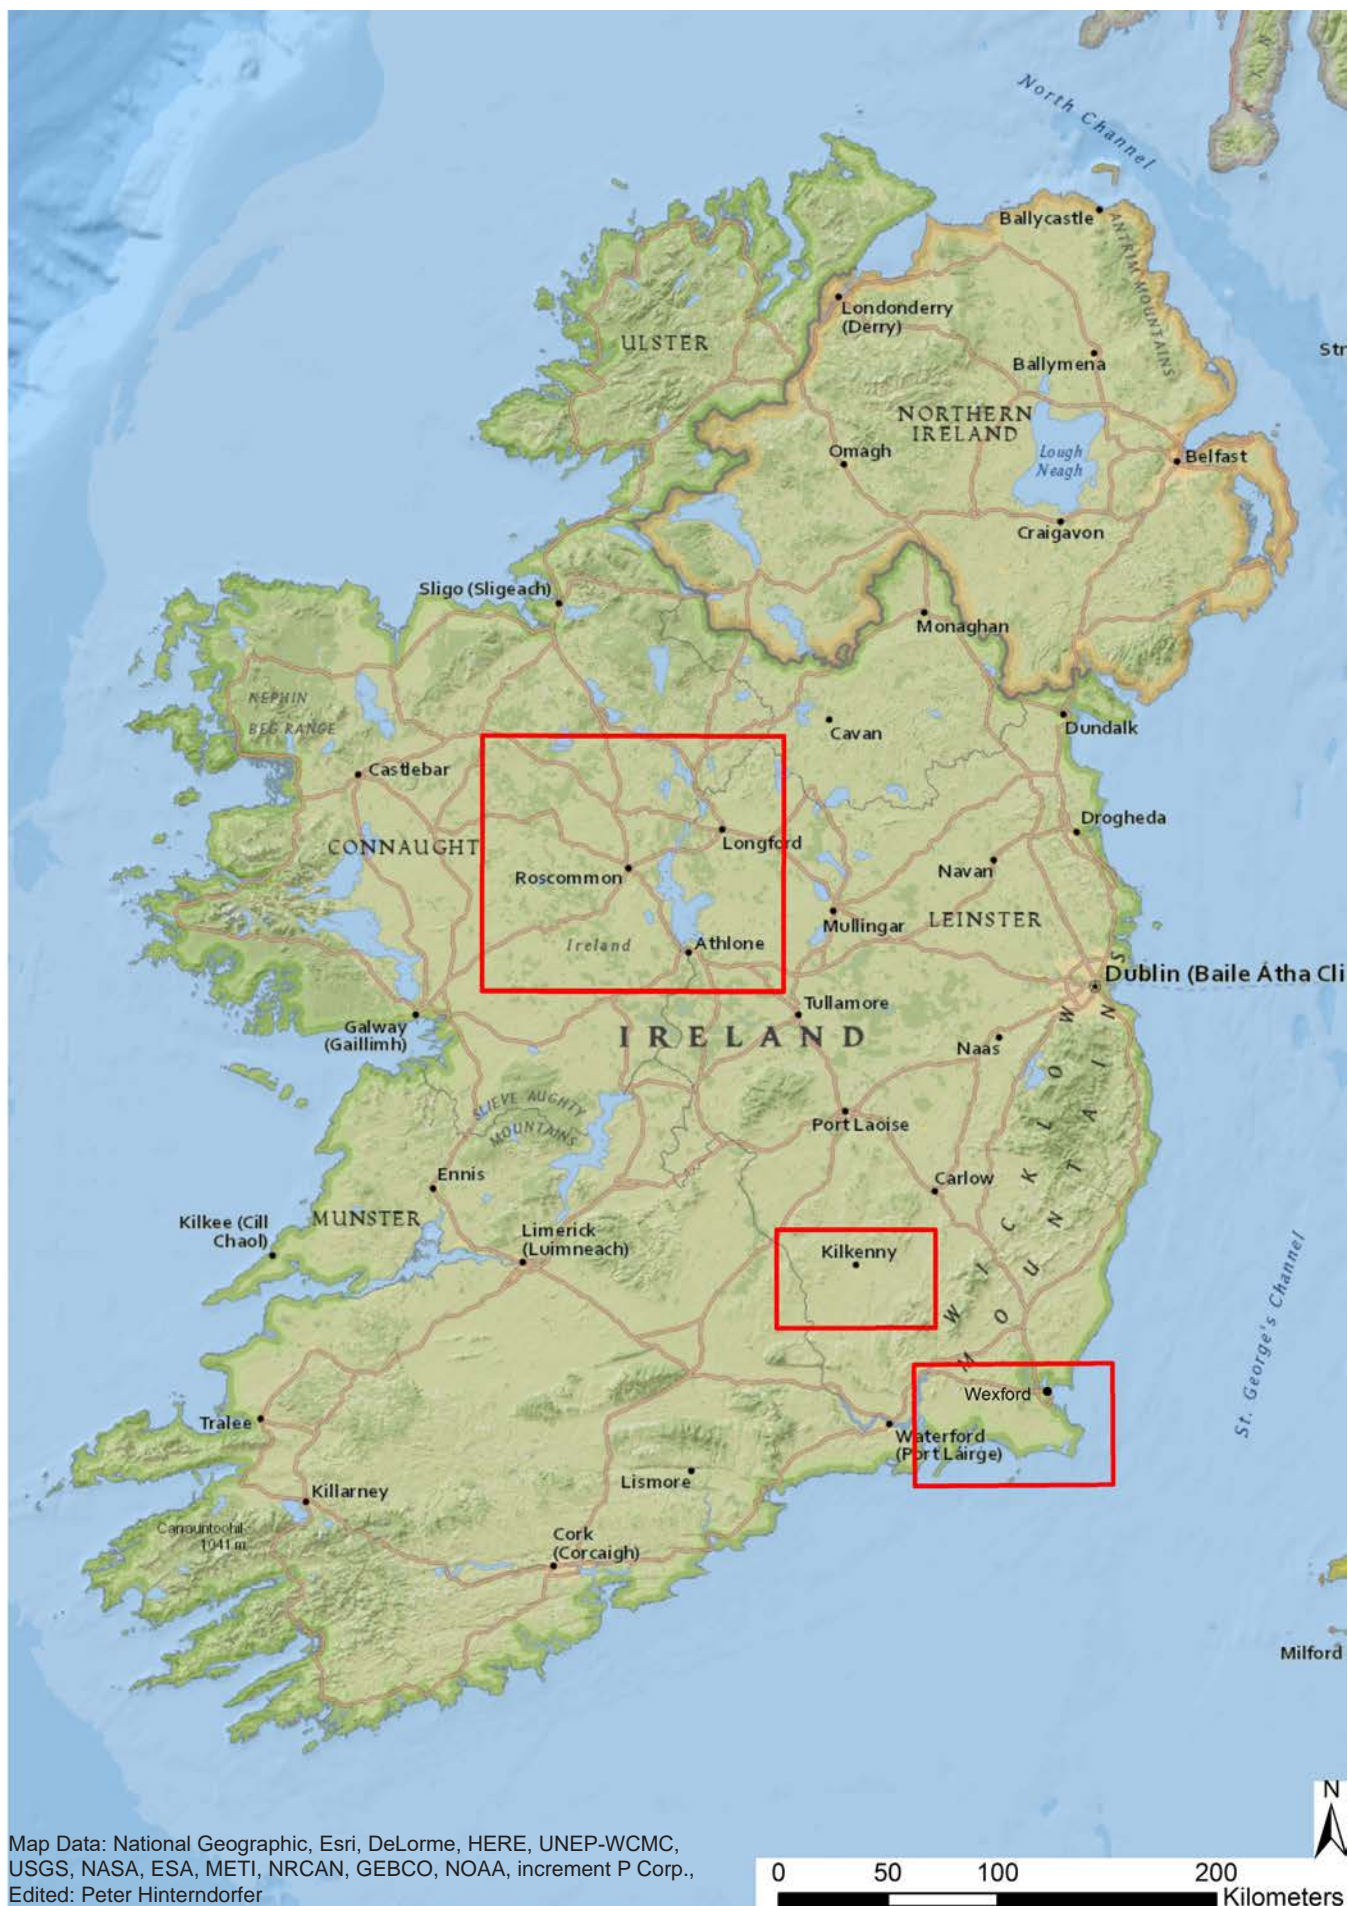 North Channel
Ballycastle
ANTRIM MOUNTAINS
Londonderry
(Derry)
ULSTER
Ballymena
NORTHERN
IRELAND
Lough
Neagh
Omagh
Belfast
Craigavon
Sligo (Sligeach)
Monaghan
NEPHIN
BEG RANGE
Cavan
Dundalk
Castlebar
Drogheda
CONNAUGHT
Longford
Roscommon
Navan
Mullingar
LEINSTER
Ireland
Athlone
Dublin (Baile Átha Cli
Tullamore
Galway
(Gaillimh)
IRELAND
Naas
WICKLOW
MOUNTAINS
SLIEVE AUGHTY
MOUNTAINS
Port Laoise
Ennis
Carlow
Kilkee (Cill
Chaol)
MUNSTER
Limerick
(Luimneach)
Kilkenny
St. George's Channel
Wexford
Tralee
Waterford
(Port Láirge)
Lismore
Killarney
Carrauntoohil
1041 m
Cork
(Corcaigh)
Milford
N
Map Data: National Geographic, Esri, DeLorme, HERE, UNEP-WCMC,
USGS, NASA, ESA, METI, NRCAN, GEBCO, NOAA, increment P Corp.,
Edited: Peter Hinterndorfer
0 50 100 200
Kilometers